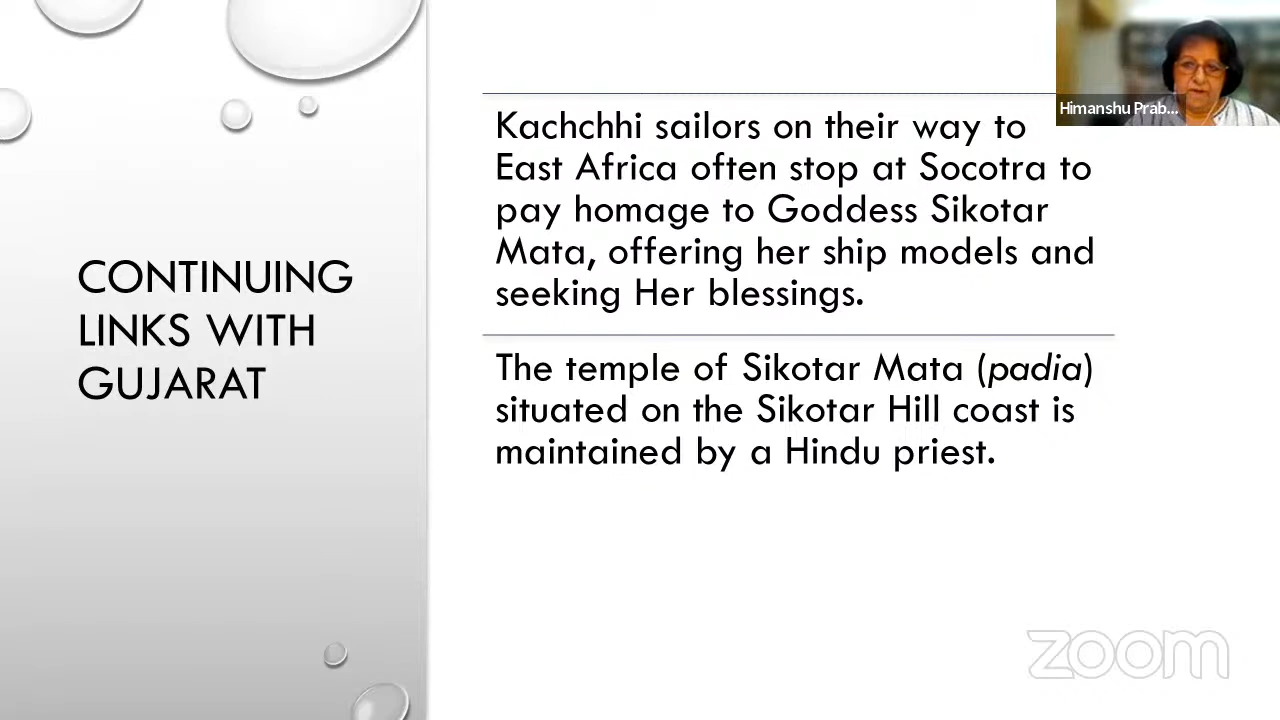 CONTINUING
LINKS WITH
GUJARAT
Kachchhi sailors on their way to
East Africa often stop at Socotra to
pay homage to Goddess Sikotar
Mata, offering her ship models and
seeking Her blessings.
The temple of Sikotar Mata (padia)
situated on the Sikotar Hill coast is
maintained by a Hindu priest.
Himanshu Prab...
zoom